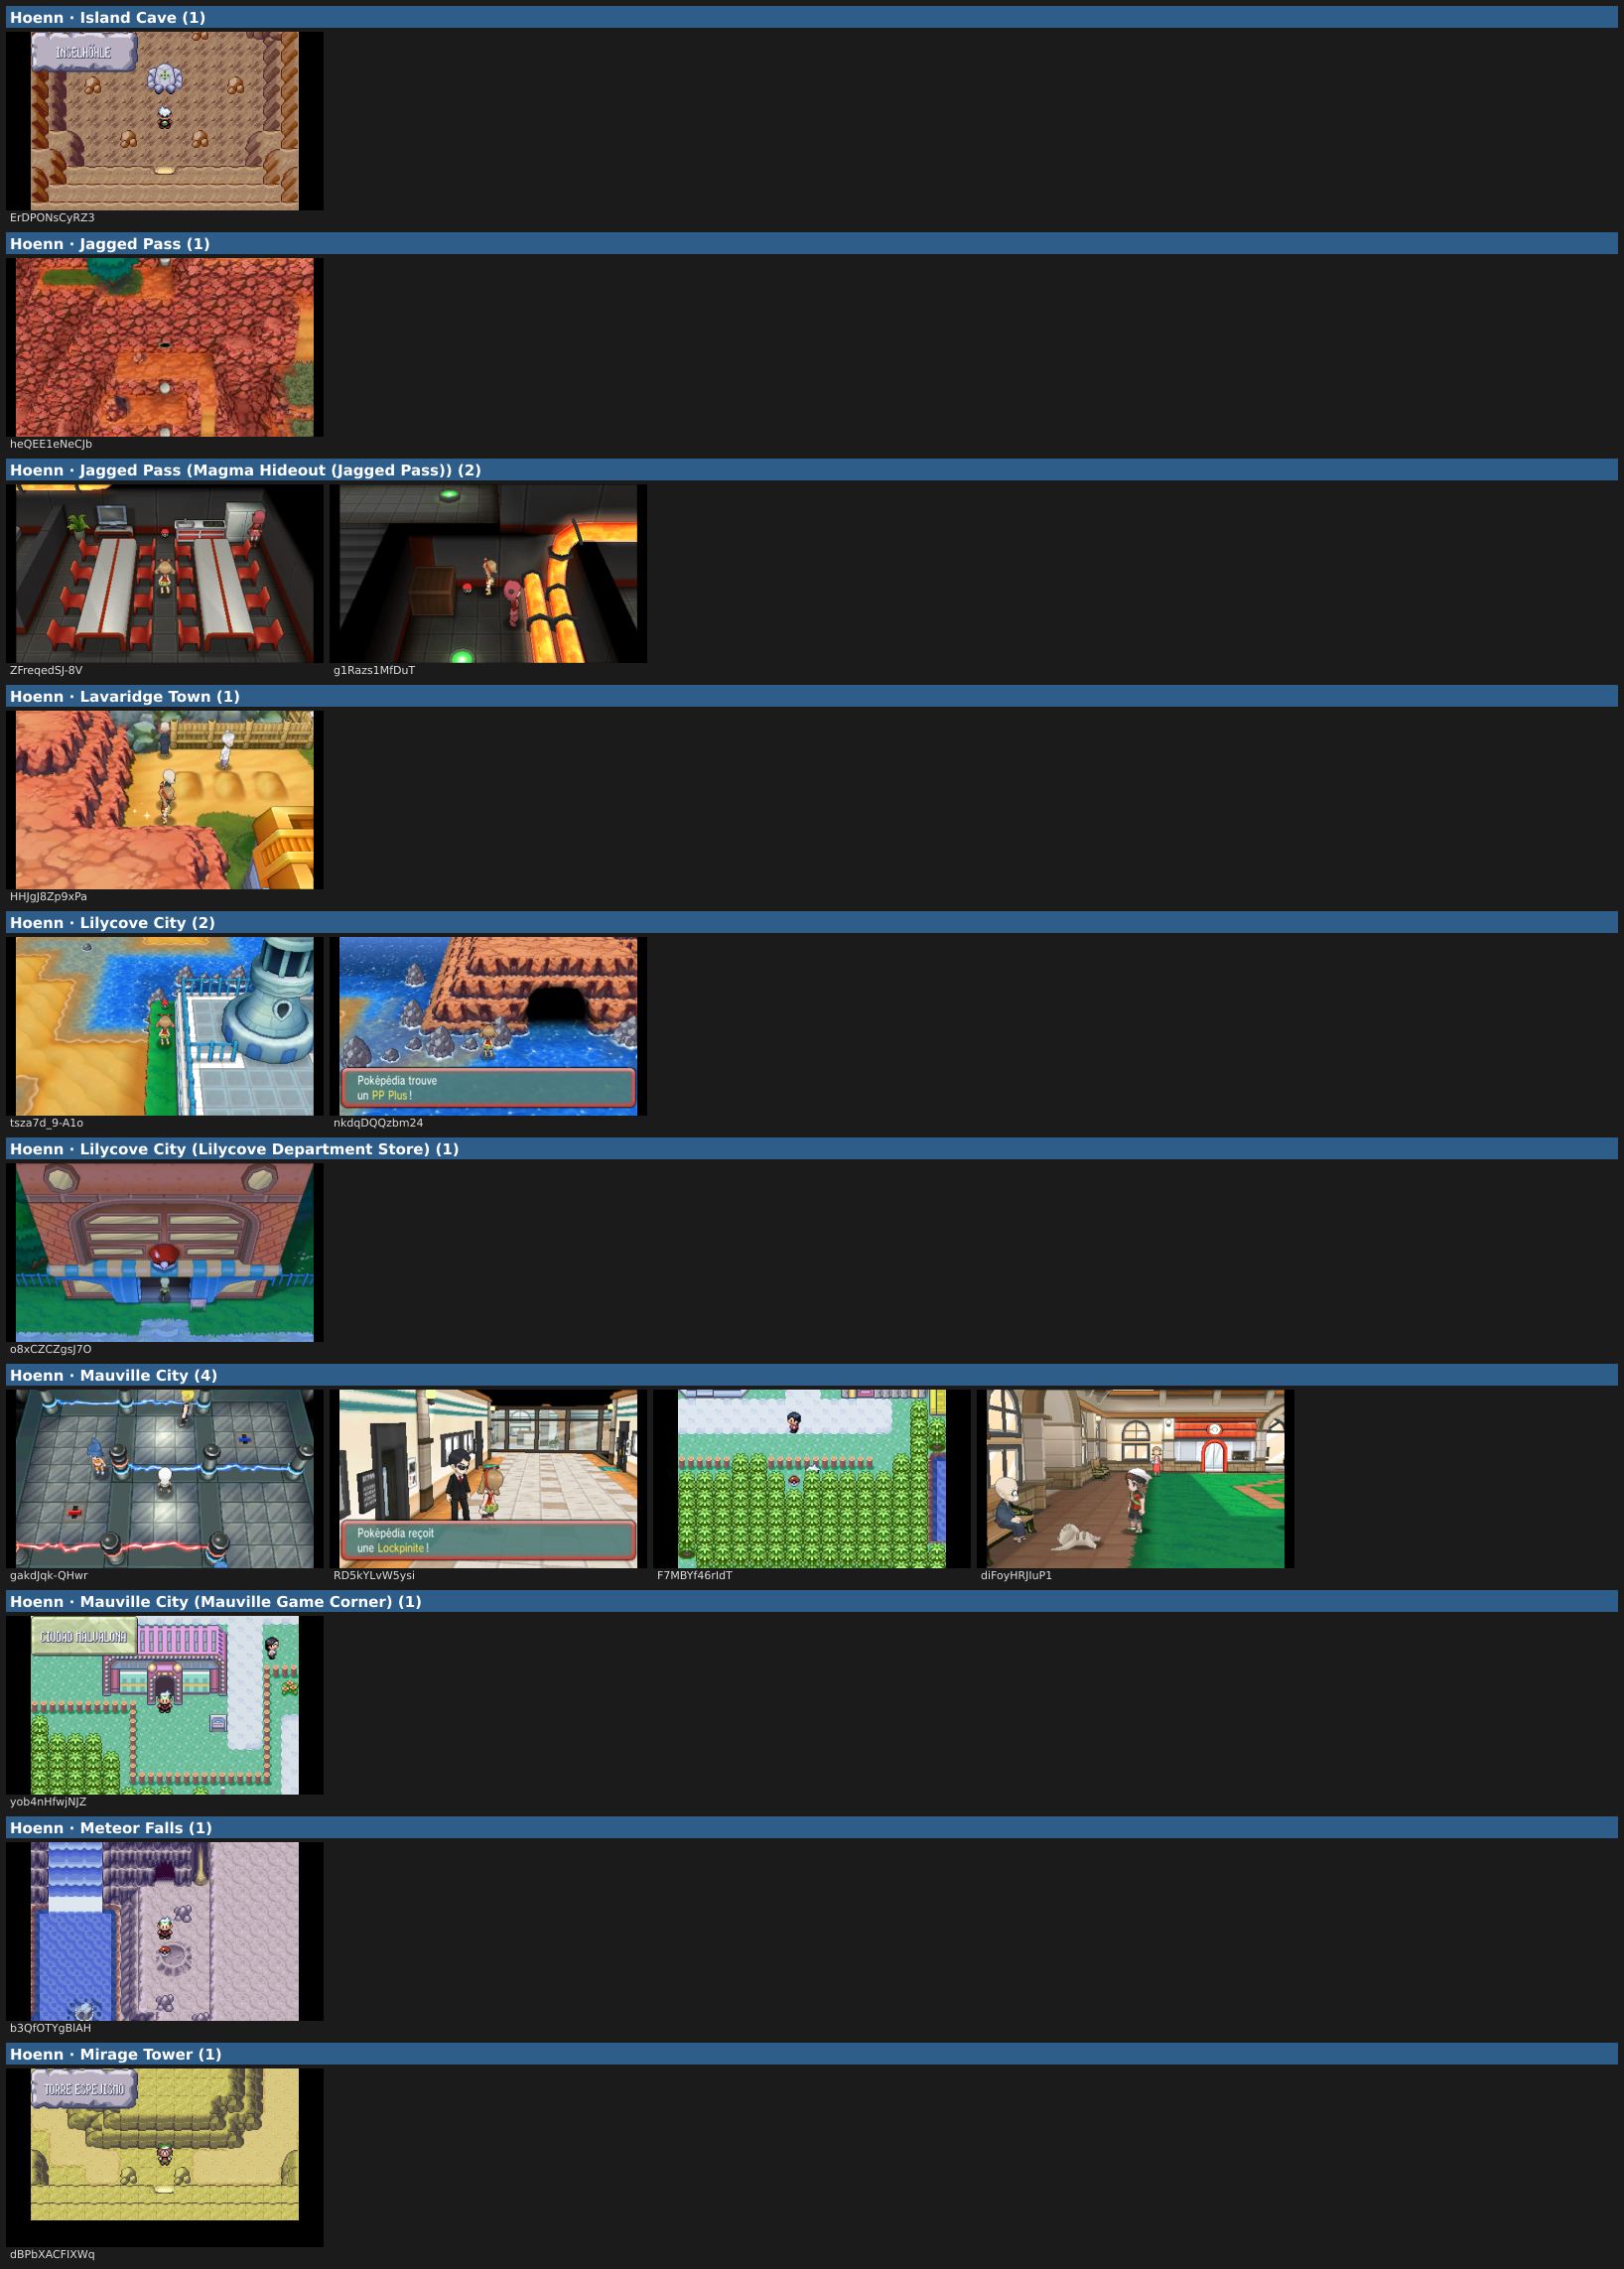 Hoenn · Island Cave (1)
INSELHÖHLE
ErDPONsCyRZ3
Hoenn · Jagged Pass (1)
heQEE1eNeCJb
Hoenn · Jagged Pass (Magma Hideout (Jagged Pass)) (2)
ZFreqedSJ-8V
g1Razs1MfDuT
Hoenn · Lavaridge Town (1)
HHJgJ8Zp9xPa
Hoenn · Lilycove City (2)
Poképédia trouve
un PP Plus !
tsza7d_9-A1o
nkdqDQQzbm24
Hoenn · Lilycove City (Lilycove Department Store) (1)
o8xCZCZgsJ7O
Hoenn · Mauville City (4)
Poképédia reçoit
une Lockpinite !
gakdJqk-QHwr
RD5kYLvW5ysi
F7MBYf46rIdT
diFoyHRJluP1
Hoenn · Mauville City (Mauville Game Corner) (1)
CIUDAD MALVALONA
yob4nHfwjNJZ
Hoenn · Meteor Falls (1)
b3QfOTYgBIAH
Hoenn · Mirage Tower (1)
TORRE ESPEJISMO
dBPbXACFIXWq